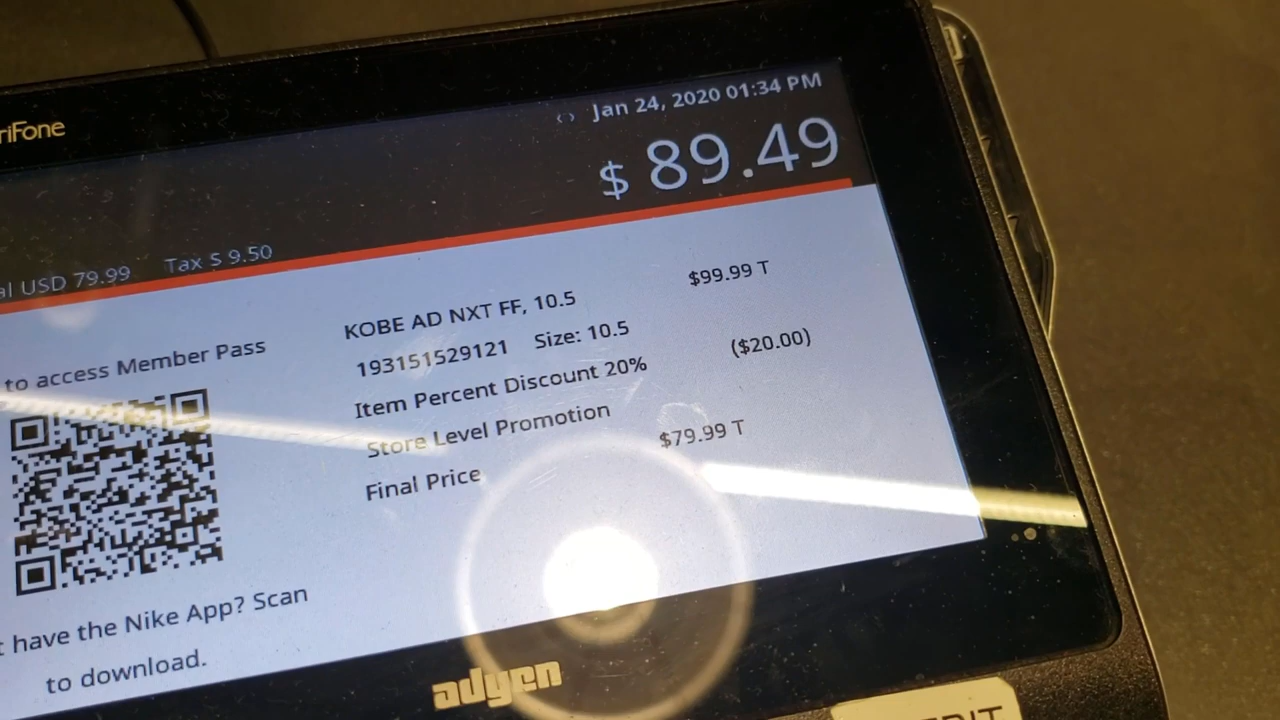 riFone
Jan 24, 2020 01:34 PM
$ 89.49
al USD 79.99 Tax $ 9.50
to access Member Pass
KOBE AD NXT FF, 10.5 $99.99 T
193151529121 Size: 10.5
Item Percent Discount 20% ($20.00)
Store Level Promotion
Final Price $79.99 T
t have the Nike App? Scan
to download.
adyen
EDIT